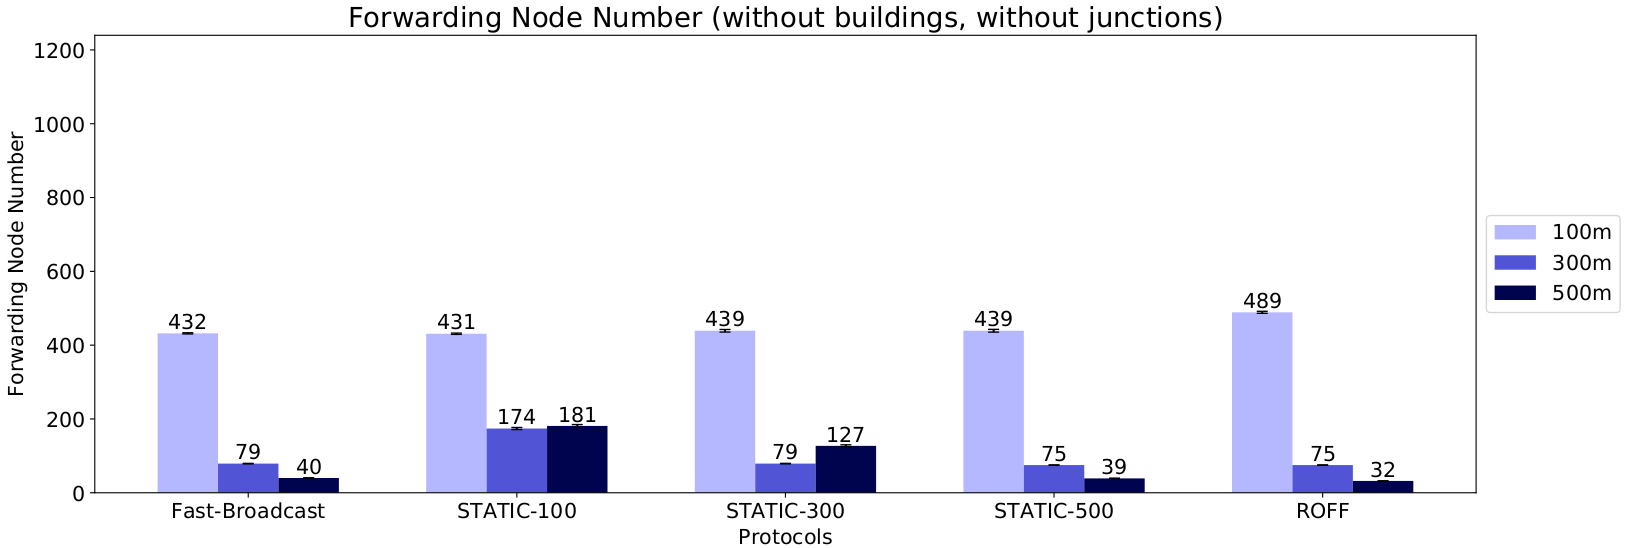 Forwarding Node Number (without buildings, without junctions)
Forwarding Node Number
1200
1000
800
600
400
200
0
432
79
40
431
174
181
439
79
127
439
75
39
489
75
32
Fast-Broadcast
STATIC-100
STATIC-300
STATIC-500
ROFF
Protocols
100m
300m
500m